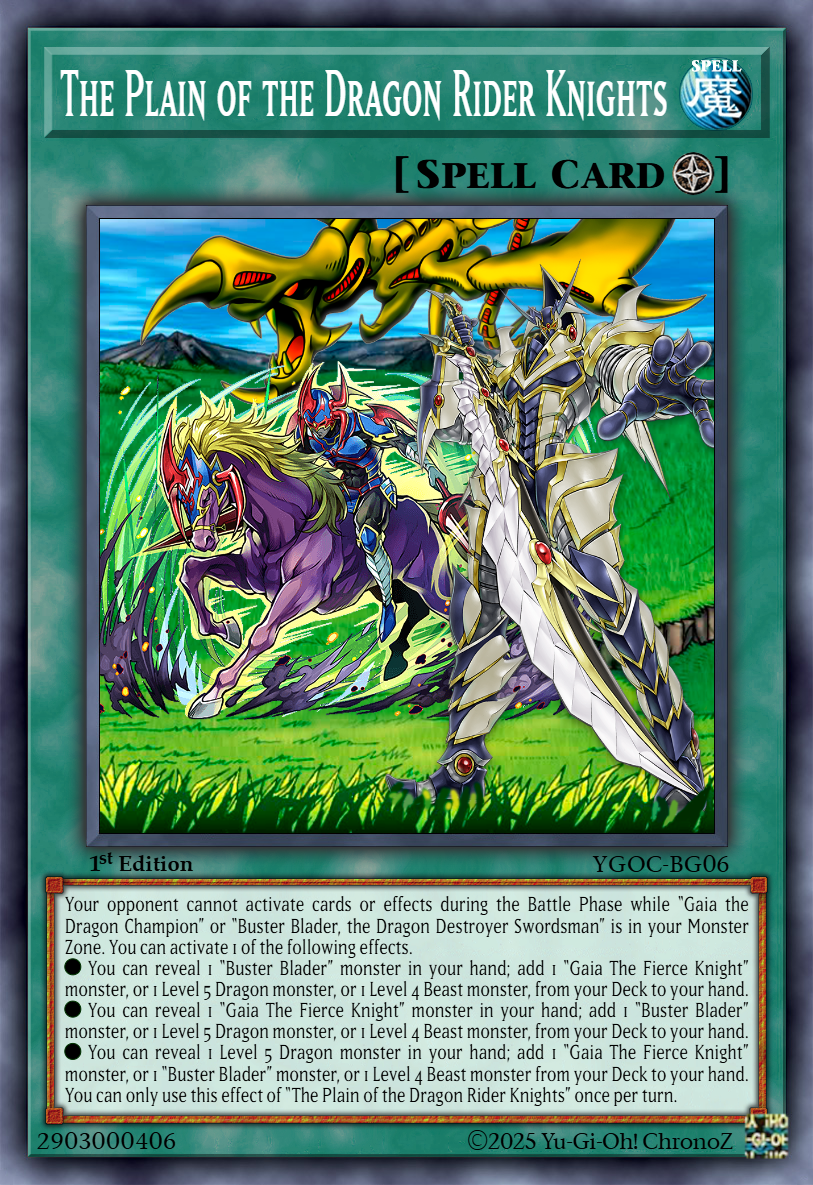 The Plain of the Dragon Rider Knights
SPELL
魔
[Spell Card]
1st Edition
YGOC-BG06
Your opponent cannot activate cards or effects during the Battle Phase while "Gaia the
Dragon Champion" or "Buster Blader, the Dragon Destroyer Swordsman" is in your Monster
Zone. You can activate 1 of the following effects.
● You can reveal 1 "Buster Blader" monster in your hand; add 1 "Gaia The Fierce Knight"
monster, or 1 Level 5 Dragon monster, or 1 Level 4 Beast monster, from your Deck to your hand.
● You can reveal 1 "Gaia The Fierce Knight" monster in your hand; add 1 "Buster Blader"
monster, or 1 Level 5 Dragon monster, or 1 Level 4 Beast monster, from your Deck to your hand.
● You can reveal 1 Level 5 Dragon monster in your hand; add 1 "Gaia The Fierce Knight"
monster, or 1 "Buster Blader" monster, or 1 Level 4 Beast monster from your Deck to your hand.
You can only use this effect of "The Plain of the Dragon Rider Knights" once per turn.
2903000406
©2025 Yu-Gi-Oh! ChronoZ